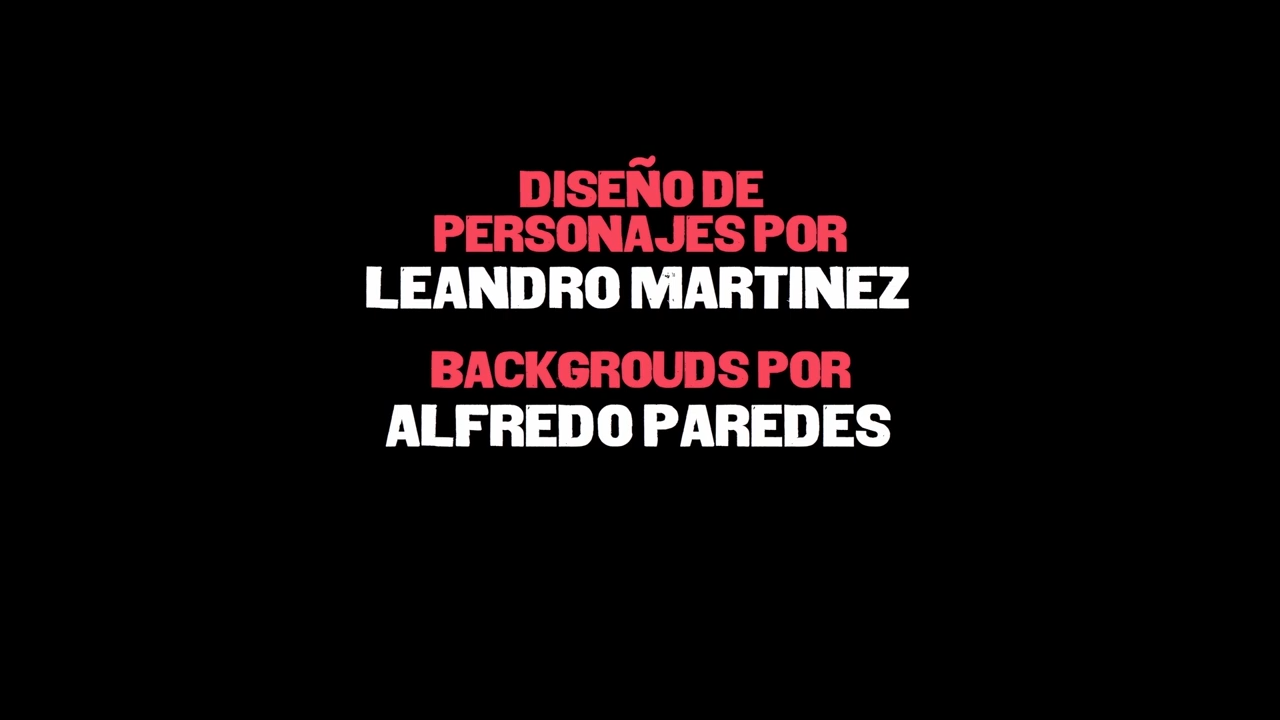 DISEÑO DE
PERSONAJES POR
LEANDRO MARTINEZ
BACKGROUDS POR
ALFREDO PAREDES